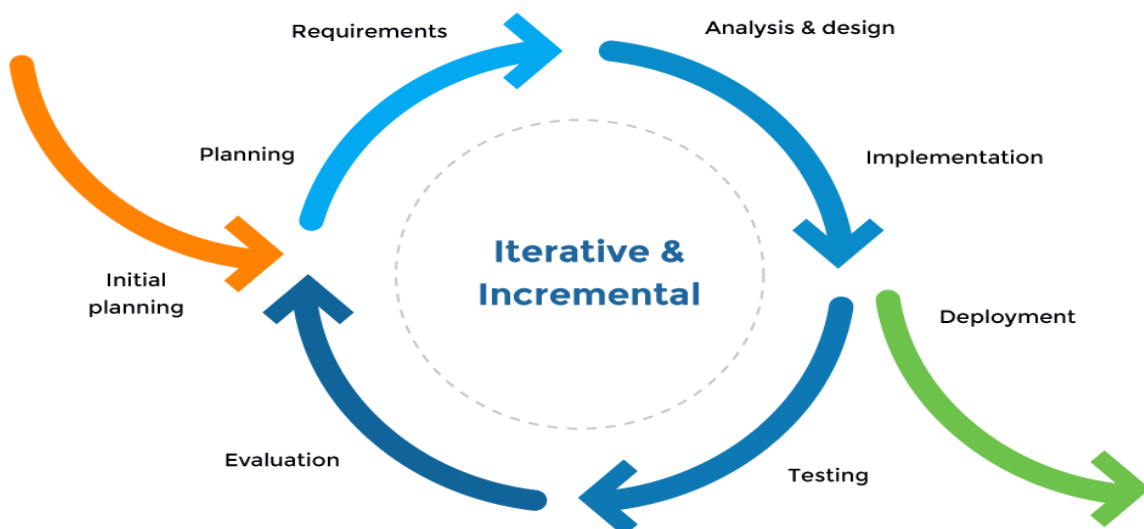 Requirements
Analysis & design
Planning
Implementation
Iterative &
Incremental
Initial
planning
Deployment
Evaluation
Testing